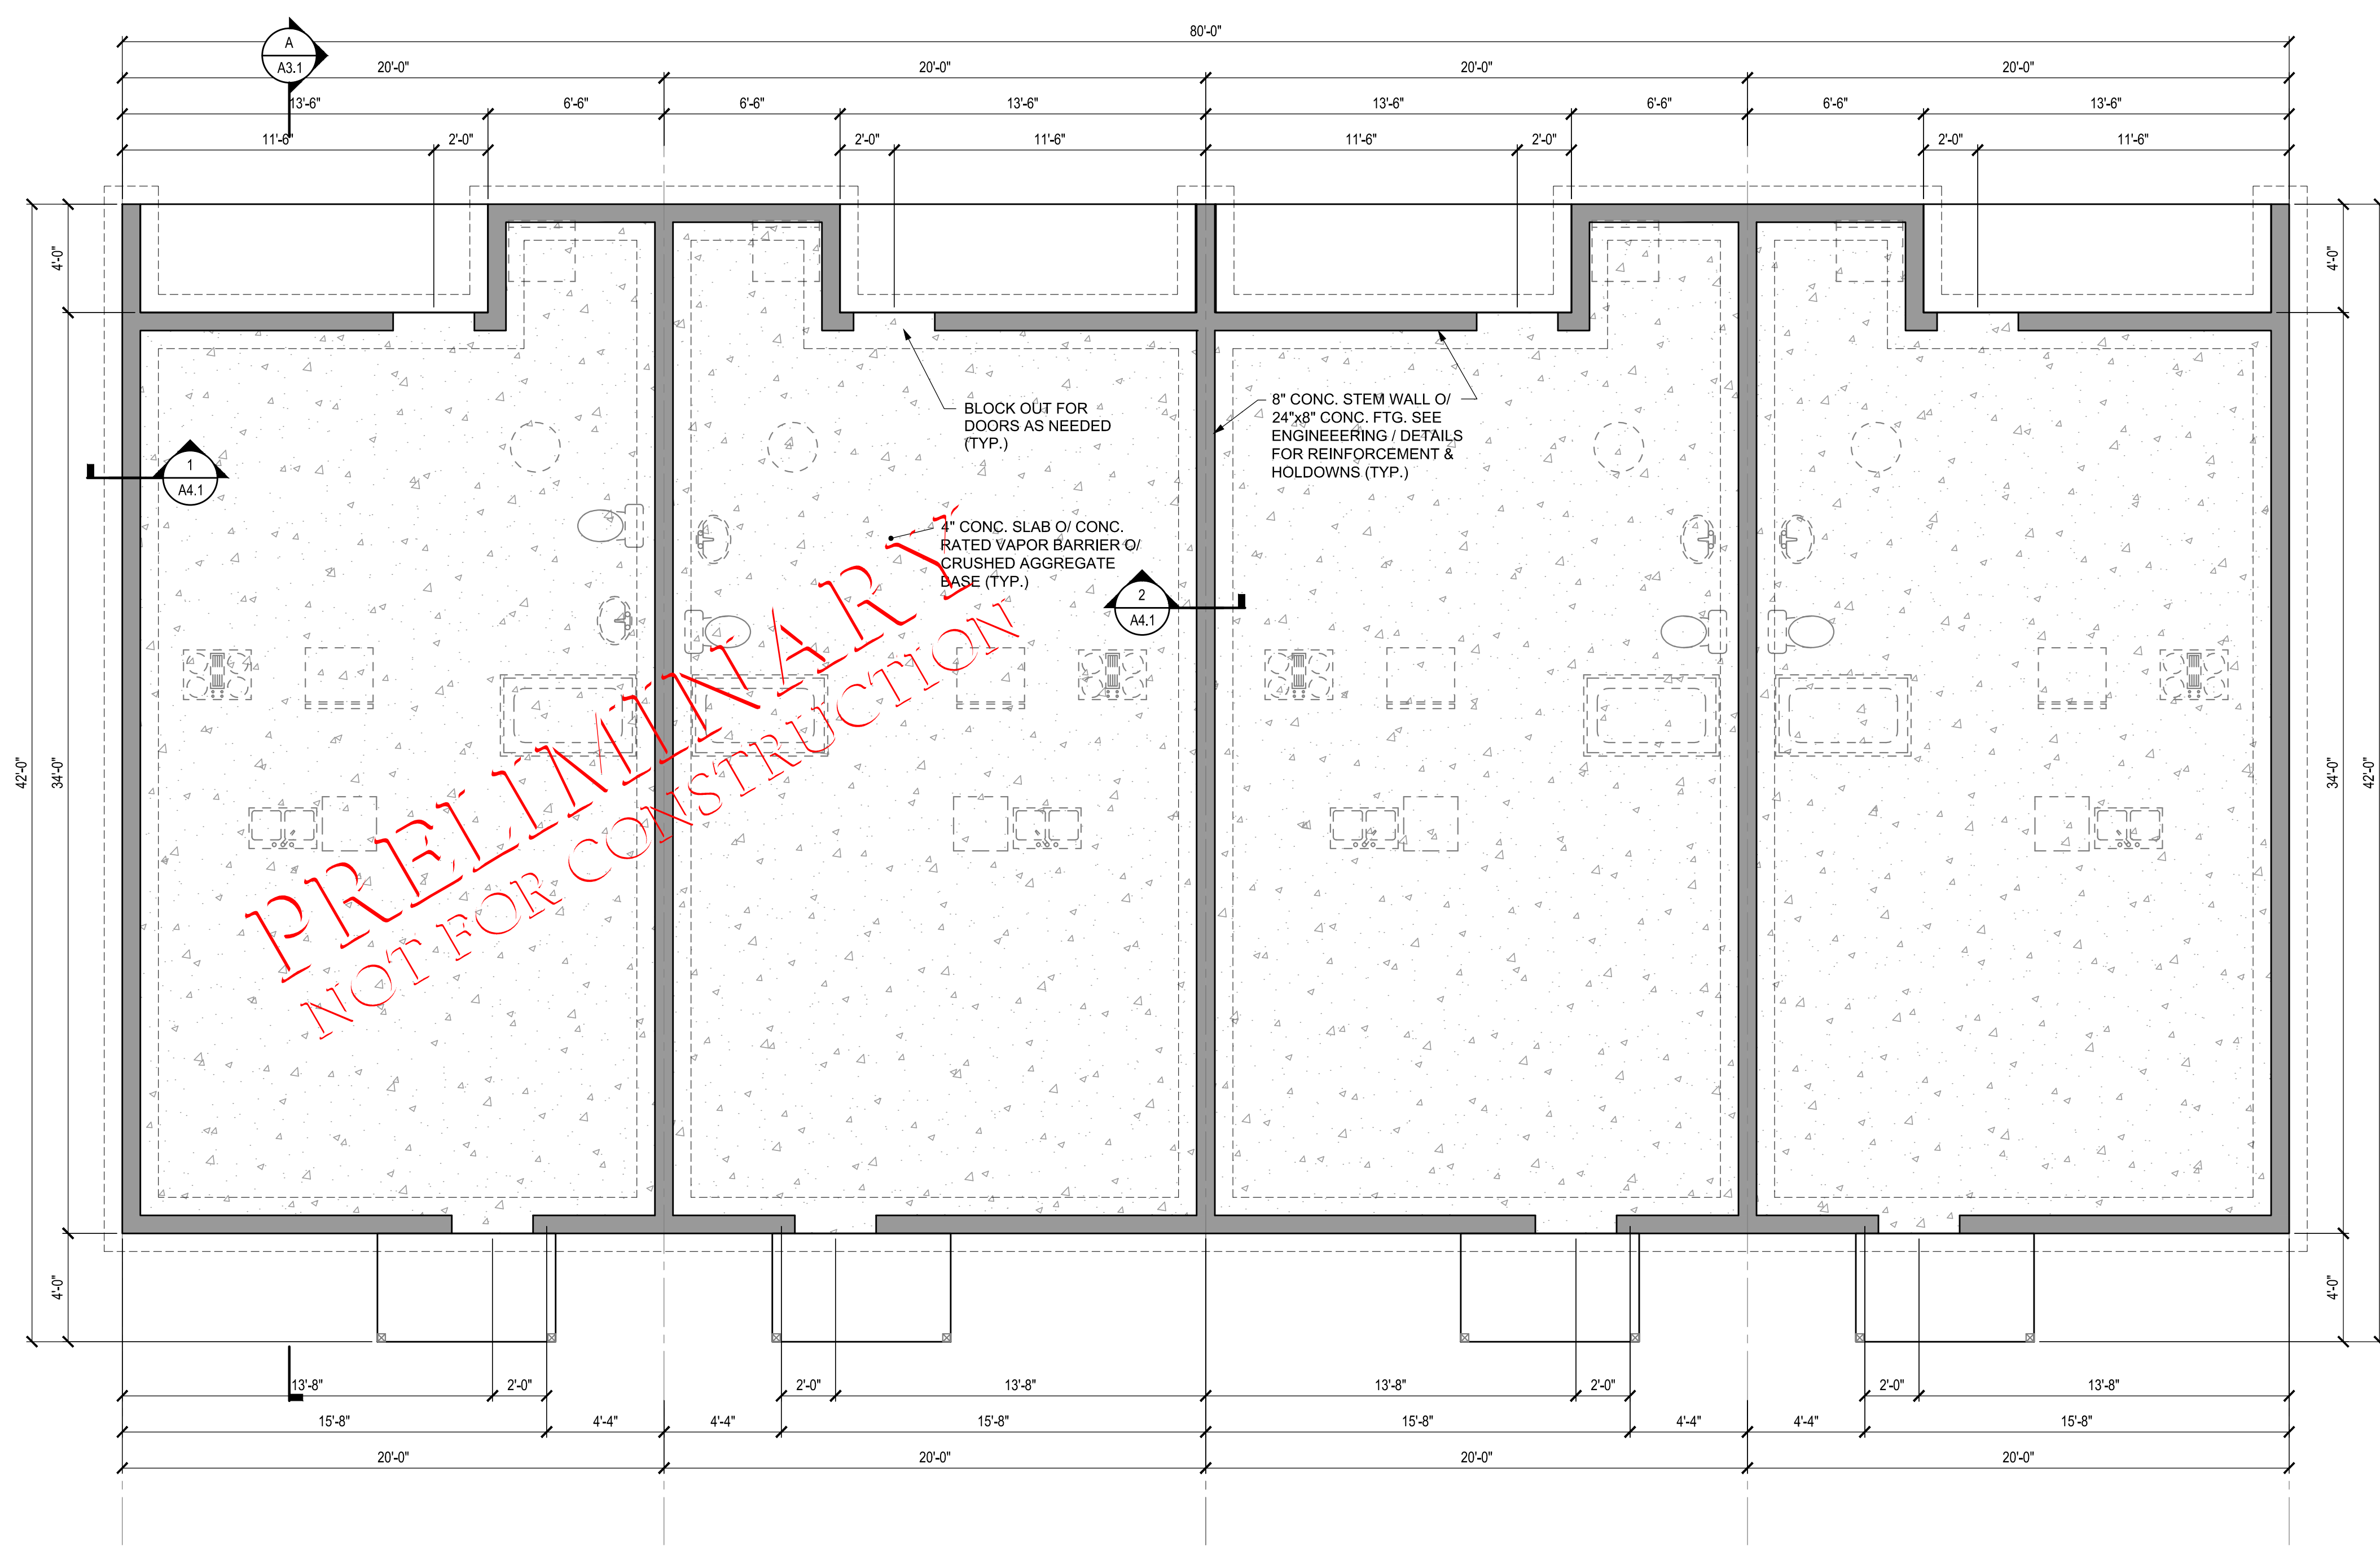 80'-0"
A
A3.1
20'-0" 20'-0" 20'-0" 20'-0"
13'-6" 6'-6" 6'-6" 13'-6" 13'-6" 6'-6" 6'-6" 13'-6"
11'-6" 2'-0" 2'-0" 11'-6" 11'-6" 2'-0" 2'-0" 11'-6"
4'-0" 4'-0"
BLOCK OUT FOR
DOORS AS NEEDED
(TYP.)
8" CONC. STEM WALL O/
24"x8" CONC. FTG. SEE
ENGINEEERING / DETAILS
FOR REINFORCEMENT &
HOLDOWNS (TYP.)
1
A4.1
4" CONC. SLAB O/ CONC.
RATED VAPOR BARRIER O/
CRUSHED AGGREGATE
BASE (TYP.)
2
A4.1
42'-0" 34'-0" 34'-0" 42'-0"
PRELIMINARY
NOT FOR CONSTRUCTION
4'-0" 4'-0"
13'-8" 2'-0" 2'-0" 13'-8" 13'-8" 2'-0" 2'-0" 13'-8"
15'-8" 4'-4" 4'-4" 15'-8" 15'-8" 4'-4" 4'-4" 15'-8"
20'-0" 20'-0" 20'-0" 20'-0"